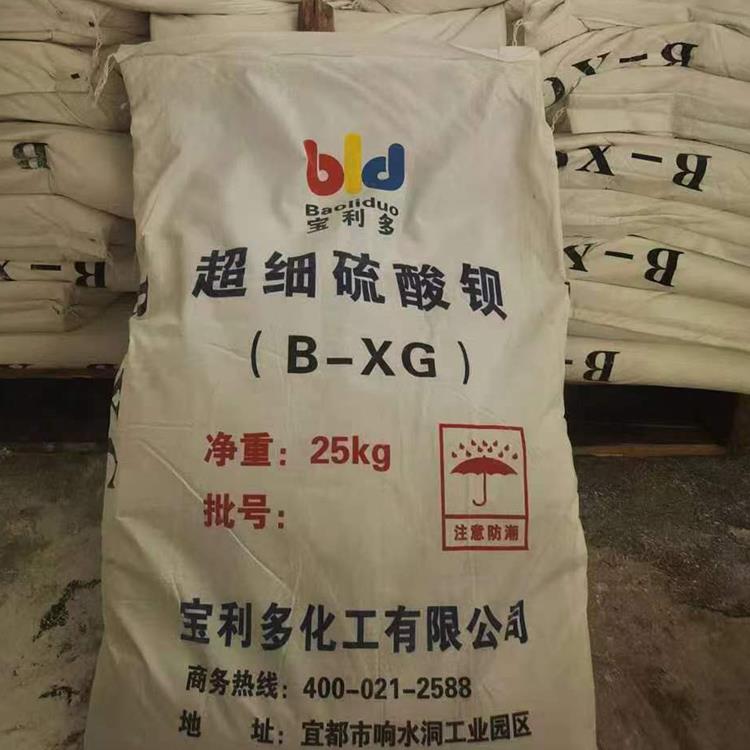 bld
Baoliduo
宝利多
超细硫酸钡
（B-XG）
净重：25kg
批号：
注意防潮
宝利多化工有限公司
商务热线：400-021-2588
地 址：宜都市响水洞工业园区
B-XG
B-X
B-X
B-X
B-